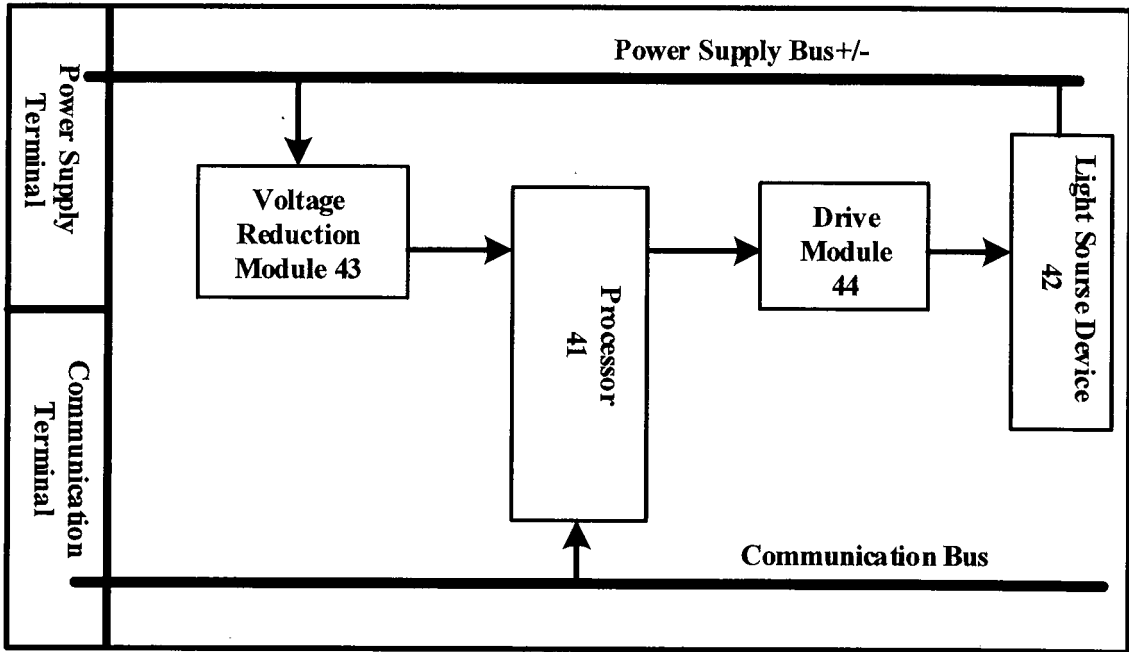 Power Supply Bus+/-
Power Supply
Terminal
Voltage
Reduction
Module 43
Processor
41
Drive
Module
44
Light Sourse Device
42
Communication
Terminal
Communication Bus